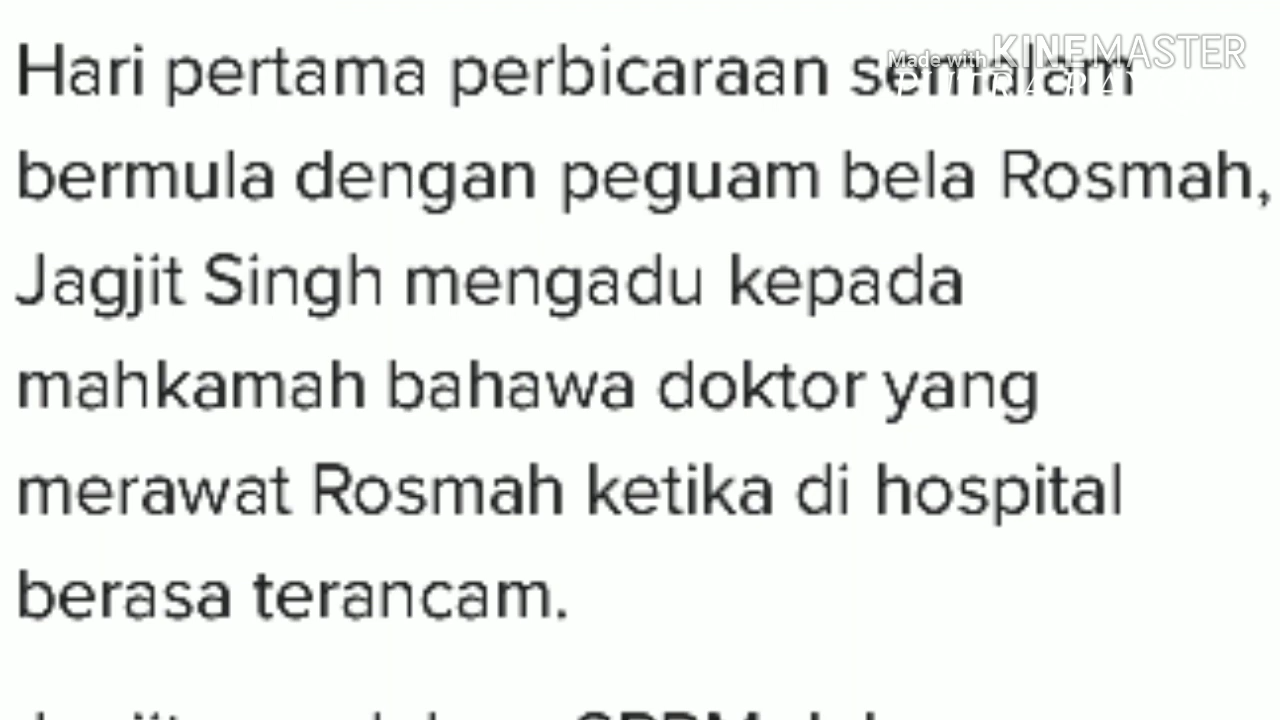 Hari pertama perbicaraan semalam
Made with KINEMASTER
bermula dengan peguam bela Rosmah,
Jagjit Singh mengadu kepada
mahkamah bahawa doktor yang
merawat Rosmah ketika di hospital
berasa terancam.